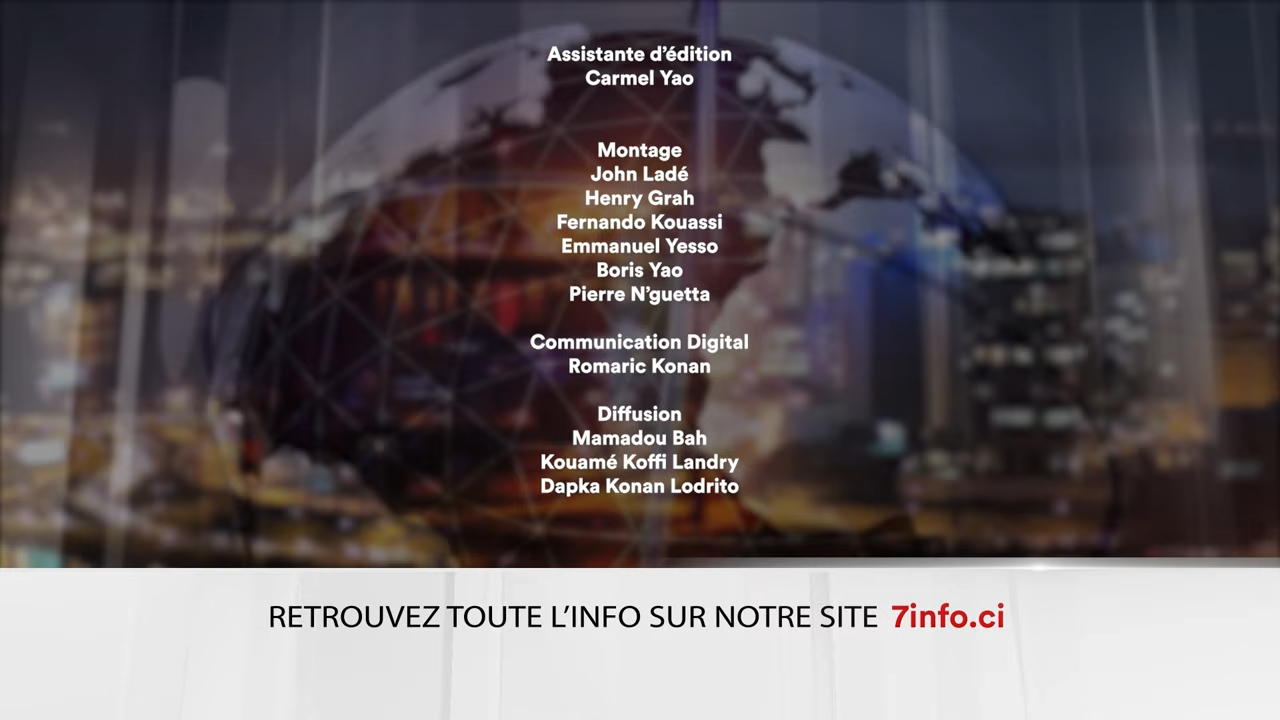 Assistante d’édition
Carmel Yao
Montage
John Ladé
Henry Grah
Fernando Kouassi
Emmanuel Yesso
Boris Yao
Pierre N’guetta
Communication Digital
Romaric Konan
Diffusion
Mamadou Bah
Kouamé Koffi Landry
Dapka Konan Lodrito
RETROUVEZ TOUTE L’INFO SUR NOTRE SITE 7info.ci